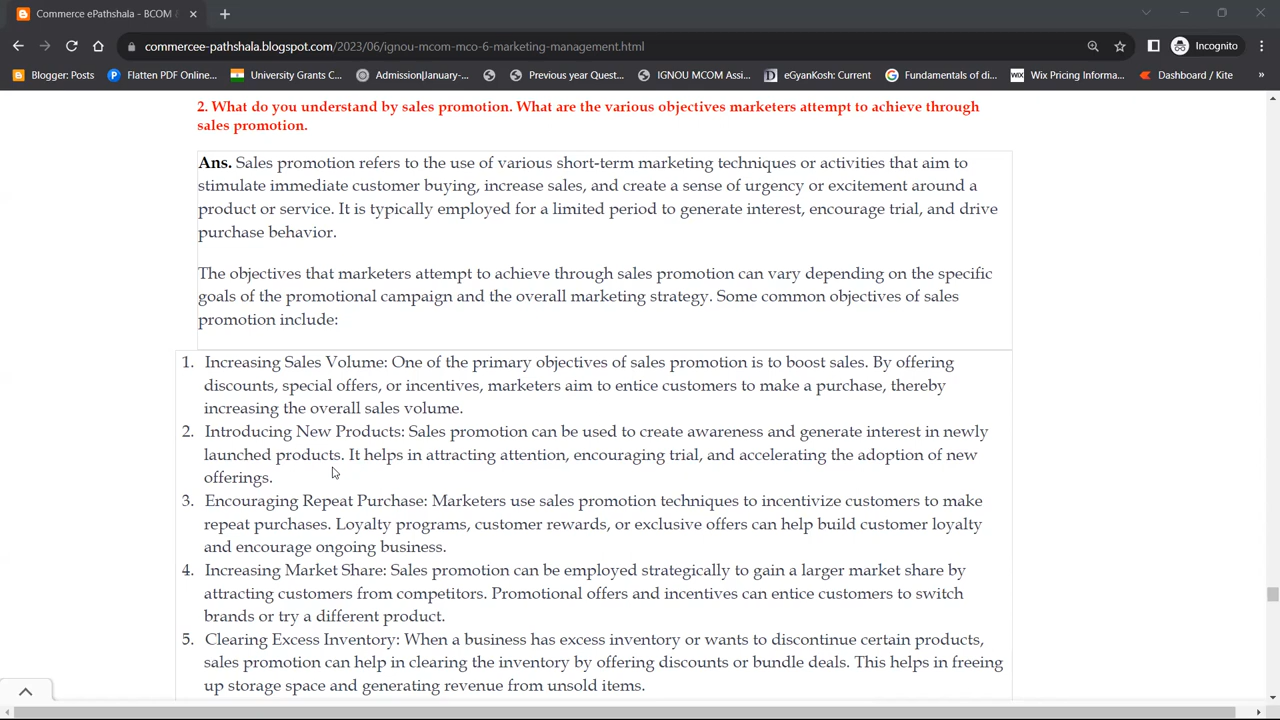 Commerce ePathshala - BCOM
commercee-pathshala.blogspot.com/2023/06/ignou-mcom-mco-6-marketing-management.html
Incognito
Blogger: Posts
Flatten PDF Online...
University Grants C...
Admission|January-...
Previous year Quest...
IGNOU MCOM Assi...
eGyanKosh: Current
Fundamentals of di...
Wix Pricing Informa...
Dashboard / Kite
»
2. What do you understand by sales promotion. What are the various objectives marketers attempt to achieve through
sales promotion.
Ans. Sales promotion refers to the use of various short-term marketing techniques or activities that aim to
stimulate immediate customer buying, increase sales, and create a sense of urgency or excitement around a
product or service. It is typically employed for a limited period to generate interest, encourage trial, and drive
purchase behavior.
The objectives that marketers attempt to achieve through sales promotion can vary depending on the specific
goals of the promotional campaign and the overall marketing strategy. Some common objectives of sales
promotion include:
1. Increasing Sales Volume: One of the primary objectives of sales promotion is to boost sales. By offering
discounts, special offers, or incentives, marketers aim to entice customers to make a purchase, thereby
increasing the overall sales volume.
2. Introducing New Products: Sales promotion can be used to create awareness and generate interest in newly
launched products. It helps in attracting attention, encouraging trial, and accelerating the adoption of new
offerings.
3. Encouraging Repeat Purchase: Marketers use sales promotion techniques to incentivize customers to make
repeat purchases. Loyalty programs, customer rewards, or exclusive offers can help build customer loyalty
and encourage ongoing business.
4. Increasing Market Share: Sales promotion can be employed strategically to gain a larger market share by
attracting customers from competitors. Promotional offers and incentives can entice customers to switch
brands or try a different product.
5. Clearing Excess Inventory: When a business has excess inventory or wants to discontinue certain products,
sales promotion can help in clearing the inventory by offering discounts or bundle deals. This helps in freeing
up storage space and generating revenue from unsold items.